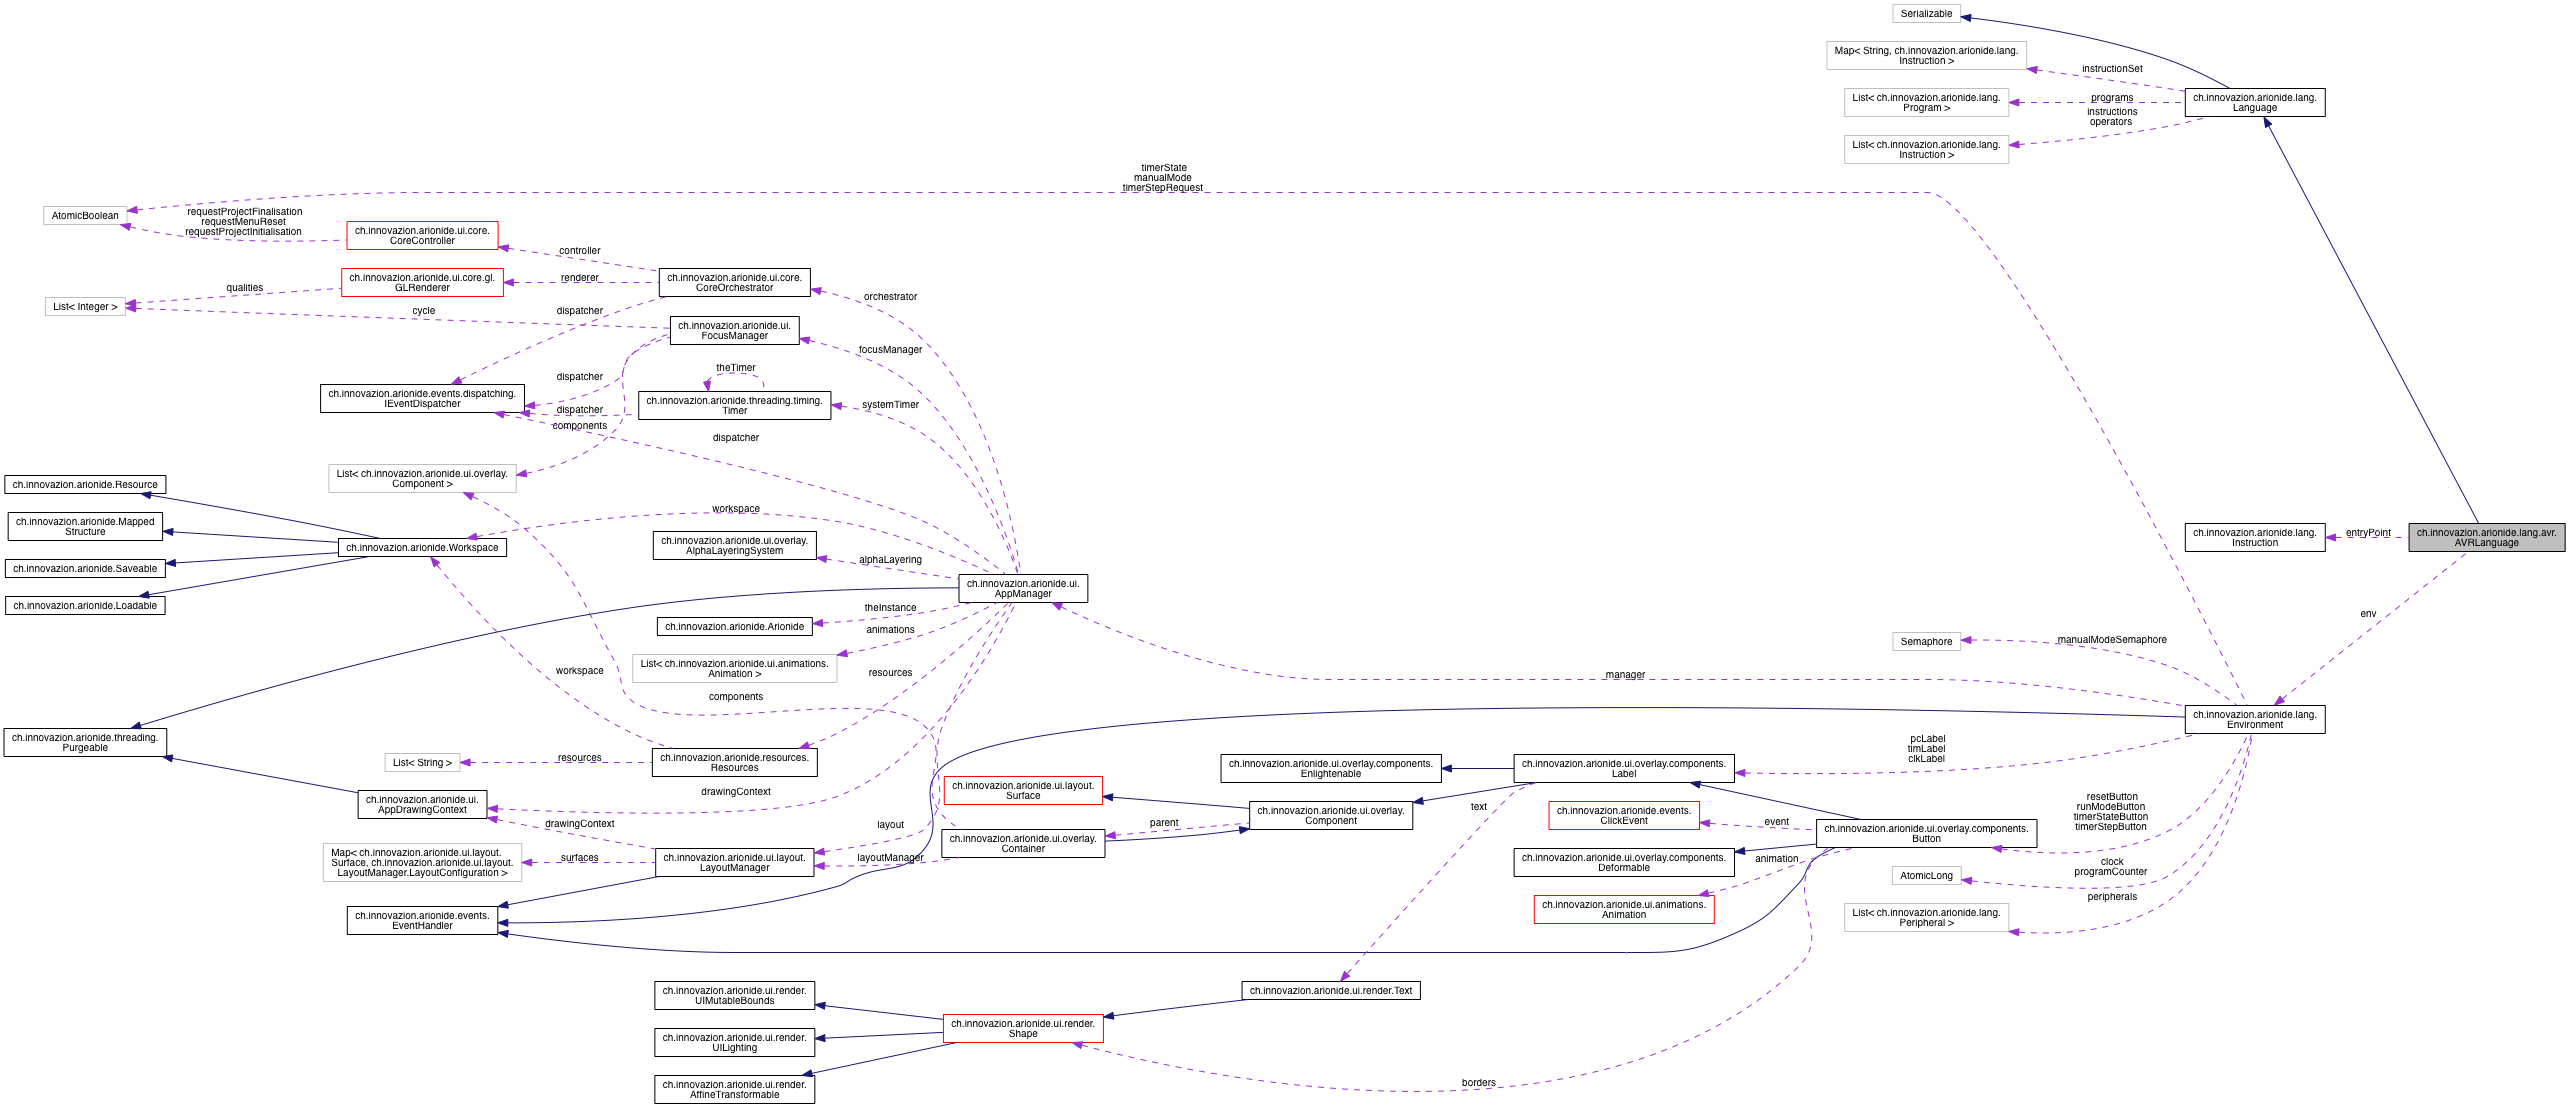 Serializable
Map< String, ch.innovazion.arionide.lang.
Instruction >
instructionSet
List< ch.innovazion.arionide.lang.
Program >
programs
ch.innovazion.arionide.lang.
Language
instructions
operators
List< ch.innovazion.arionide.lang.
Instruction >
timerState
manualMode
timerStepRequest
AtomicBoolean
requestProjectFinalisation
requestMenuReset
requestProjectInitialisation
ch.innovazion.arionide.ui.core.
CoreController
controller
ch.innovazion.arionide.ui.core.gl.
GLRenderer
renderer
ch.innovazion.arionide.ui.core.
CoreOrchestrator
orchestrator
qualities
List< Integer >
cycle
dispatcher
ch.innovazion.arionide.ui.
FocusManager
focusManager
theTimer
dispatcher
ch.innovazion.arionide.events.dispatching.
IEventDispatcher
dispatcher
ch.innovazion.arionide.threading.timing.
Timer
systemTimer
components
dispatcher
List< ch.innovazion.arionide.ui.overlay.
Component >
ch.innovazion.arionide.Resource
workspace
ch.innovazion.arionide.Mapped
Structure
ch.innovazion.arionide.Workspace
ch.innovazion.arionide.ui.overlay.
AlphaLayeringSystem
alphaLayering
ch.innovazion.arionide.lang.
Instruction
entryPoint
ch.innovazion.arionide.lang.avr.
AVRLanguage
ch.innovazion.arionide.Saveable
ch.innovazion.arionide.Loadable
ch.innovazion.arionide.ui.
AppManager
theInstance
ch.innovazion.arionide.Arionide
animations
env
List< ch.innovazion.arionide.ui.animations.
Animation >
workspace
resources
Semaphore
manualModeSemaphore
manager
components
ch.innovazion.arionide.lang.
Environment
ch.innovazion.arionide.threading.
Purgeable
List< String >
resources
ch.innovazion.arionide.resources.
Resources
pcLabel
timLabel
clkLabel
ch.innovazion.arionide.ui.overlay.components.
Enlightenable
ch.innovazion.arionide.ui.overlay.components.
Label
ch.innovazion.arionide.ui.
AppDrawingContext
drawingContext
ch.innovazion.arionide.ui.layout.
Surface
ch.innovazion.arionide.ui.overlay.
Component
text
ch.innovazion.arionide.events.
ClickEvent
event
ch.innovazion.arionide.ui.overlay.components.
Button
resetButton
runModeButton
timerStateButton
timerStepButton
drawingContext
layout
parent
ch.innovazion.arionide.ui.overlay.
Container
Map< ch.innovazion.arionide.ui.layout.
Surface, ch.innovazion.arionide.ui.layout.
LayoutManager.LayoutConfiguration >
surfaces
ch.innovazion.arionide.ui.layout.
LayoutManager
layoutManager
ch.innovazion.arionide.ui.overlay.components.
Deformable
animation
AtomicLong
clock
programCounter
ch.innovazion.arionide.ui.animations.
Animation
List< ch.innovazion.arionide.lang.
Peripheral >
peripherals
ch.innovazion.arionide.events.
EventHandler
ch.innovazion.arionide.ui.render.
UIMutableBounds
ch.innovazion.arionide.ui.render.Text
ch.innovazion.arionide.ui.render.
Shape
ch.innovazion.arionide.ui.render.
UILighting
ch.innovazion.arionide.ui.render.
AffineTransformable
borders